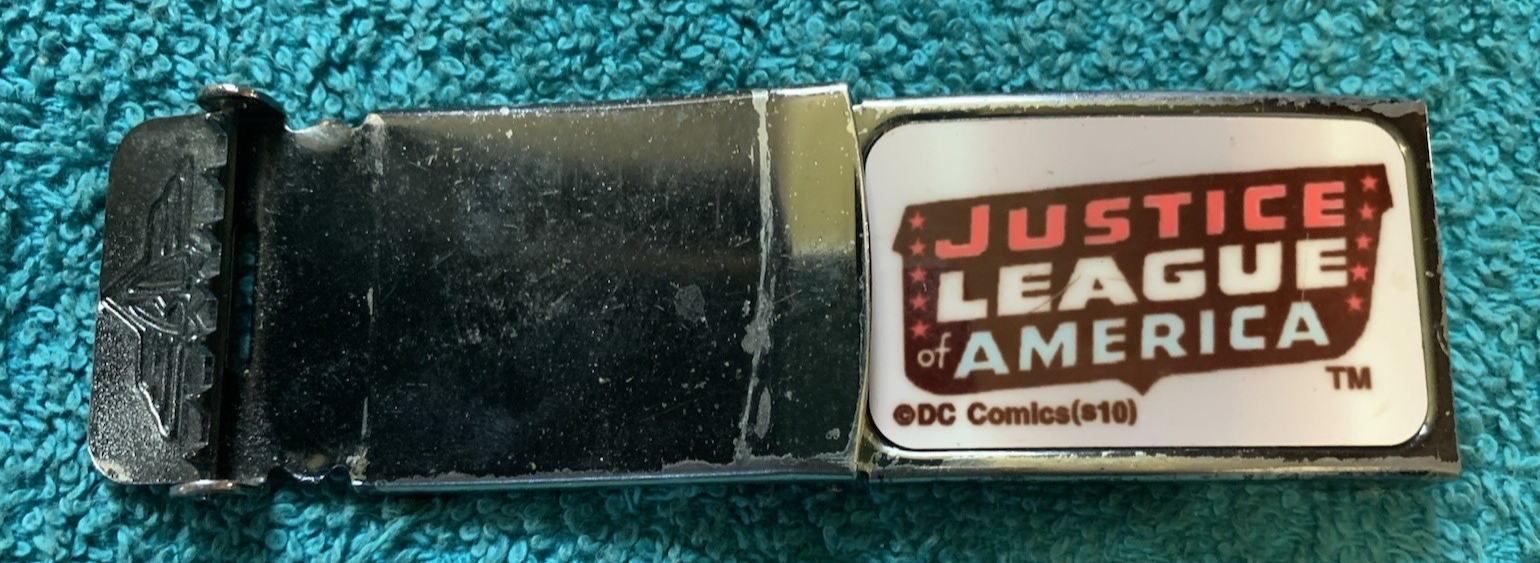 JUSTICE
LEAGUE
of AMERICA
TM
©DC Comics(s10)